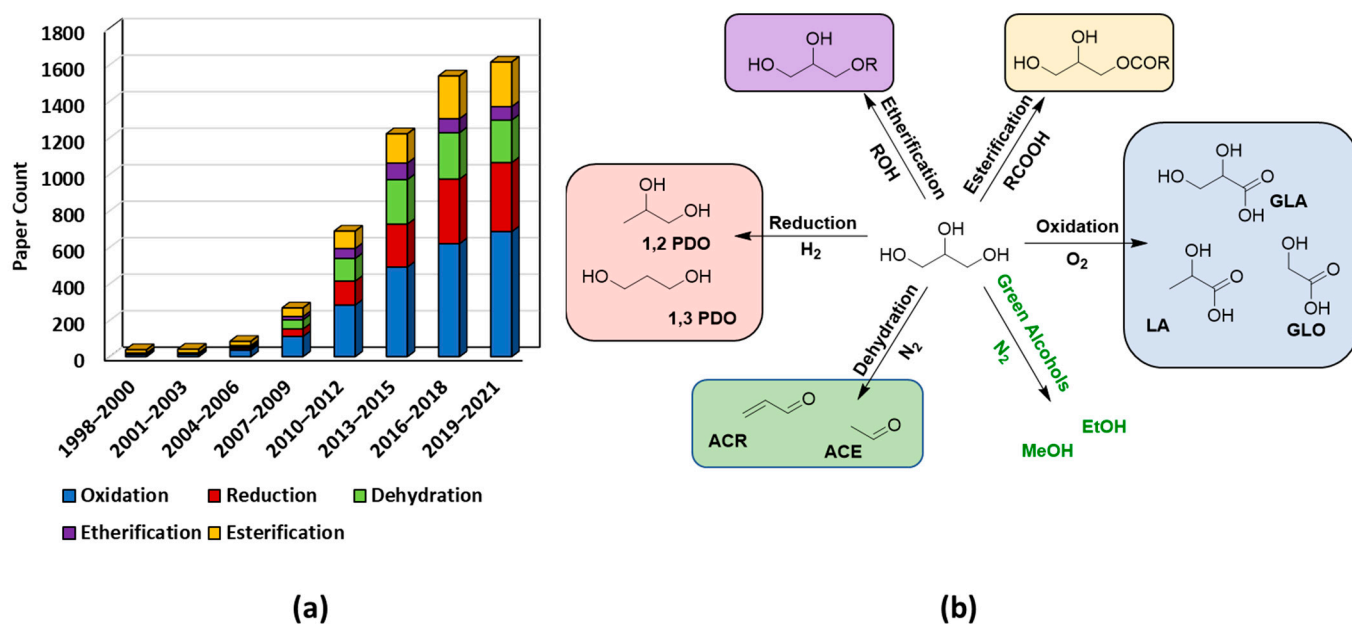 1800
1600
1400
1200
1000
800
600
400
200
0
Paper Count
1998–2000
2001–2003
2004–2006
2007–2009
2010–2012
2013–2015
2016–2018
2019–2021
Oxidation
Reduction
Dehydration
Etherification
Esterification
(a)
OH
HO
OR
OH
HO
OCOR
Etherification
ROH
Esterification
RCOOH
OH
OH
1,2 PDO
HO
OH
1,3 PDO
Reduction
H2
OH
HO
OH
Oxidation
O2
OH
HO
O
OH
GLA
OH
O
OH
LA
OH
O
OH
GLO
Dehydration
N2
Green Alcohols
N2
O
ACR
O
ACE
EtOH
MeOH
(b)